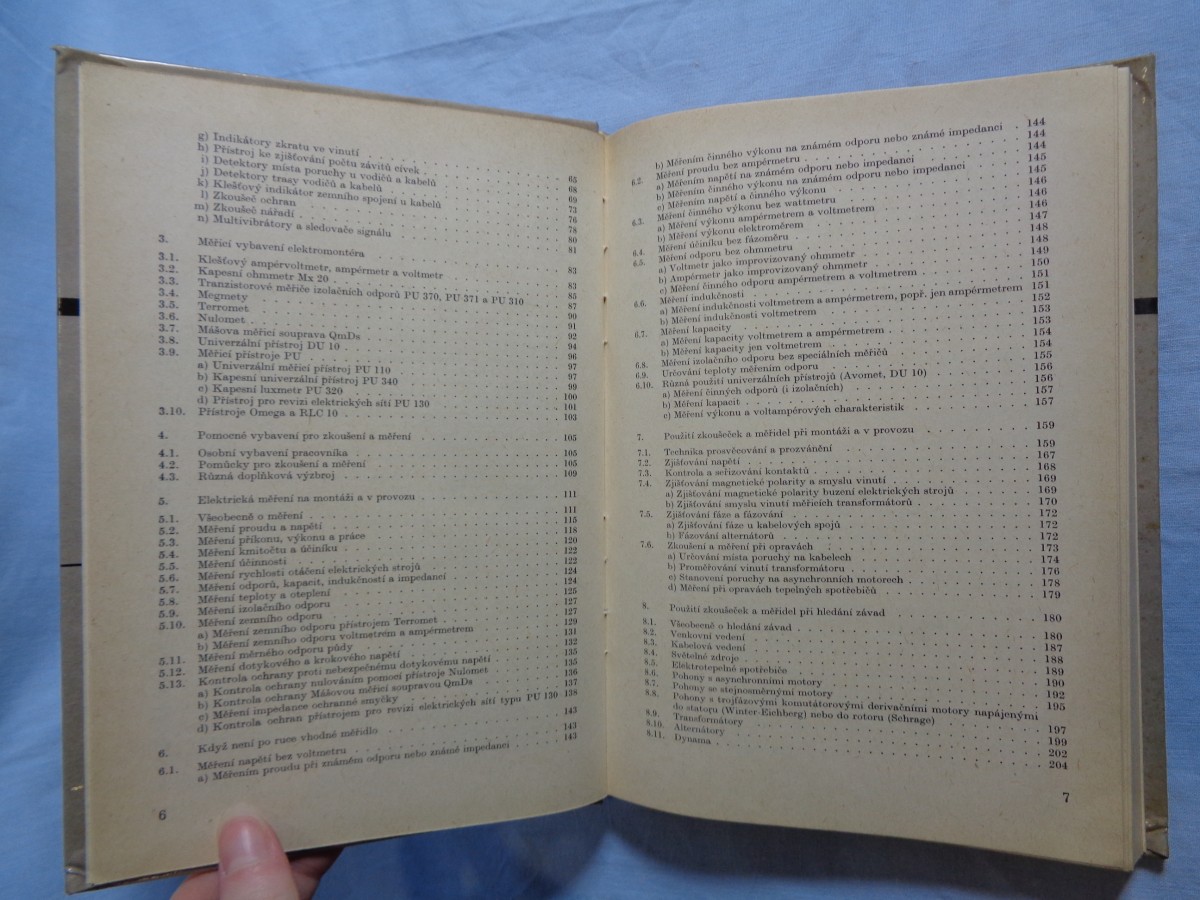 g) Indikátory zkratu ve vinutí . . . 65
h) Přístroj ke zjišťování počtu závitů cívek . . . 68
i) Detektory místa poruchy u vodičů a kabelů . . . 69
j) Detektory trasy vodičů a kabelů . . . 73
k) Klešťový indikátor zemního spojení u kabelů . . . 76
l) Zkoušeč ochran . . . 78
m) Zkoušeč nářadí . . . 80
n) Multivibrátory a sledovače signálu . . . 81
3. Měřicí vybavení elektromontéra . . . 83
3.1. Klešťový ampérvoltmetr, ampérmetr a voltmetr . . . 83
3.2. Kapesní ohmmetr Mx 20 . . . 85
3.3. Tranzistorové měřiče izolačních odporů PU 370, PU 371 a PU 310 . . . 87
3.4. Megmety . . . 90
3.5. Terromet . . . 91
3.6. Nulomet . . . 92
3.7. Mášova měřicí souprava QmDs . . . 94
3.8. Univerzální přístroj DU 10 . . . 96
3.9. Měřicí přístroje PU . . . 97
a) Univerzální měřicí přístroj PU 110 . . . 97
b) Kapesní univerzální přístroj PU 340 . . . 99
c) Kapesní luxmetr PU 320 . . . 100
d) Přístroj pro revizi elektrických sítí PU 130 . . . 101
3.10. Přístroje Omega a RLC 10 . . . 103
4. Pomocné vybavení pro zkoušení a měření . . . 105
4.1. Osobní vybavení pracovníka . . . 105
4.2. Pomůcky pro zkoušení a měření . . . 105
4.3. Různá doplňková výzbroj . . . 109
5. Elektrická měření na montáži a v provozu . . . 111
5.1. Všeobecně o měření . . . 111
5.2. Měření proudu a napětí . . . 115
5.3. Měření příkonu, výkonu a práce . . . 118
5.4. Měření kmitočtu a účiníku . . . 120
5.5. Měření účinnosti . . . 122
5.6. Měření rychlosti otáčení elektrických strojů . . . 122
5.7. Měření odporů, kapacit, indukčností a impedancí . . . 124
5.8. Měření teploty a oteplení . . . 124
5.9. Měření izolačního odporu . . . 125
5.10. Měření zemního odporu . . . 127
a) Měření zemního odporu přístrojem Terromet . . . 127
b) Měření zemního odporu voltmetrem a ampérmetrem . . . 129
5.11. Měření měrného odporu půdy . . . 131
5.12. Měření dotykového a krokového napětí . . . 132
5.13. Kontrola ochrany proti nebezpečnému dotykovému napětí . . . 135
a) Kontrola ochrany nulováním pomocí přístroje Nulomet . . . 135
b) Kontrola ochrany Mášovou měřicí soupravou QmDs . . . 136
c) Měření impedance ochranné smyčky . . . 137
d) Kontrola ochran přístrojem pro revizi elektrických sítí typu PU 130 138
6. Když není po ruce vhodné měřidlo . . . 143
6.1. Měření napětí bez voltmetru . . . 143
a) Měřením proudu při známém odporu nebo známé impedanci . . . 143
6
b) Měřením činného výkonu na známém odporu nebo známé impedanci . 144
6.2. Měření proudu bez ampérmetru . . . 144
a) Měřením napětí na známém odporu nebo impedanci . . . 144
b) Měřením činného výkonu na známém odporu nebo impedanci . . . 145
c) Měřením napětí a činného výkonu . . . 145
6.3. Měření činného výkonu bez wattmetru . . . 146
a) Měření výkonu ampérmetrem a voltmetrem . . . 146
b) Měření výkonu elektroměrem . . . 147
6.4. Měření účiníku bez fázoměru . . . 148
6.5. Měření odporu bez ohmmetru . . . 148
a) Voltmetr jako improvizovaný ohmmetr . . . 149
b) Ampérmetr jako improvizovaný ohmmetr . . . 150
c) Měření činného odporu ampérmetrem a voltmetrem . . . 151
6.6. Měření indukčnosti . . . 151
a) Měření indukčnosti voltmetrem a ampérmetrem, popř. jen ampérmetrem 151
b) Měření indukčnosti voltmetrem . . . 152
6.7. Měření kapacity . . . 153
a) Měření kapacity voltmetrem a ampérmetrem . . . 153
b) Měření kapacity jen voltmetrem . . . 154
6.8. Měření izolačního odporu bez speciálních měřičů . . . 154
6.9. Určování teploty měřením odporu . . . 155
6.10. Různá použití univerzálních přístrojů (Avomet, DU 10) . . . 156
a) Měření činných odporů (i izolačních) . . . 156
b) Měření kapacit . . . 157
c) Měření výkonu a voltampérových charakteristik . . . 157
7. Použití zkoušeček a měřidel při montáži a v provozu . . . 159
7.1. Technika prosvěcování a prozvánění . . . 159
7.2. Zjišťování napětí . . . 167
7.3. Kontrola a seřizování kontaktů . . . 168
7.4. Zjišťování magnetické polarity a smyslu vinutí . . . 169
a) Zjišťování magnetické polarity buzení elektrických strojů . . . 169
b) Zjišťování smyslu vinutí měřicích transformátorů . . . 170
7.5. Zjišťování fáze a fázování . . . 172
a) Zjišťování fáze u kabelových spojů . . . 172
b) Fázování alternátorů . . . 172
7.6. Zkoušení a měření při opravách . . . 173
a) Určování místa poruchy na kabelech . . . 174
b) Proměřování vinutí transformátoru . . . 176
c) Stanovení poruchy na asynchronních motorech . . . 178
d) Měření při opravách tepelných spotřebičů . . . 179
8. Použití zkoušeček a měřidel při hledání závad . . . 180
8.1. Všeobecně o hledání závad . . . 180
8.2. Venkovní vedení . . . 187
8.3. Kabelová vedení . . . 188
8.4. Světelné zdroje . . . 189
8.5. Elektrotepelné spotřebiče . . . 190
8.6. Pohony s asynchronními motory . . . 192
8.7. Pohony se stejnosměrnými motory . . . 195
8.8. Pohony s trojfázovými komutátorovými derivačními motory napájenými
do statoru (Winter-Eichberg) nebo do rotoru (Schrage) . . . 197
8.9. Transformátory . . . 199
8.10. Alternátory . . . 202
8.11. Dynama . . . 204
7